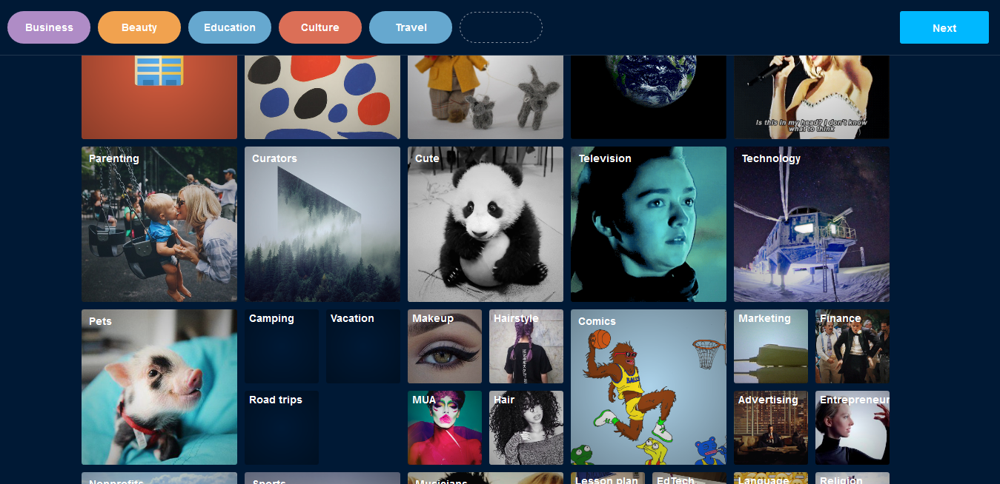 Business
Beauty
Education
Culture
Travel
Next
Is this in my head? I don't know
what to think
Parenting
Curators
Cute
Television
Technology
Pets
Camping
Vacation
Makeup
Hairstyle
Comics
BALLS
Marketing
Finance
Road trips
MUA
Hair
Advertising
Entrepreneur
Nonprofits
Sports
Musicians
Lesson plan
EdTech
Language
Religion